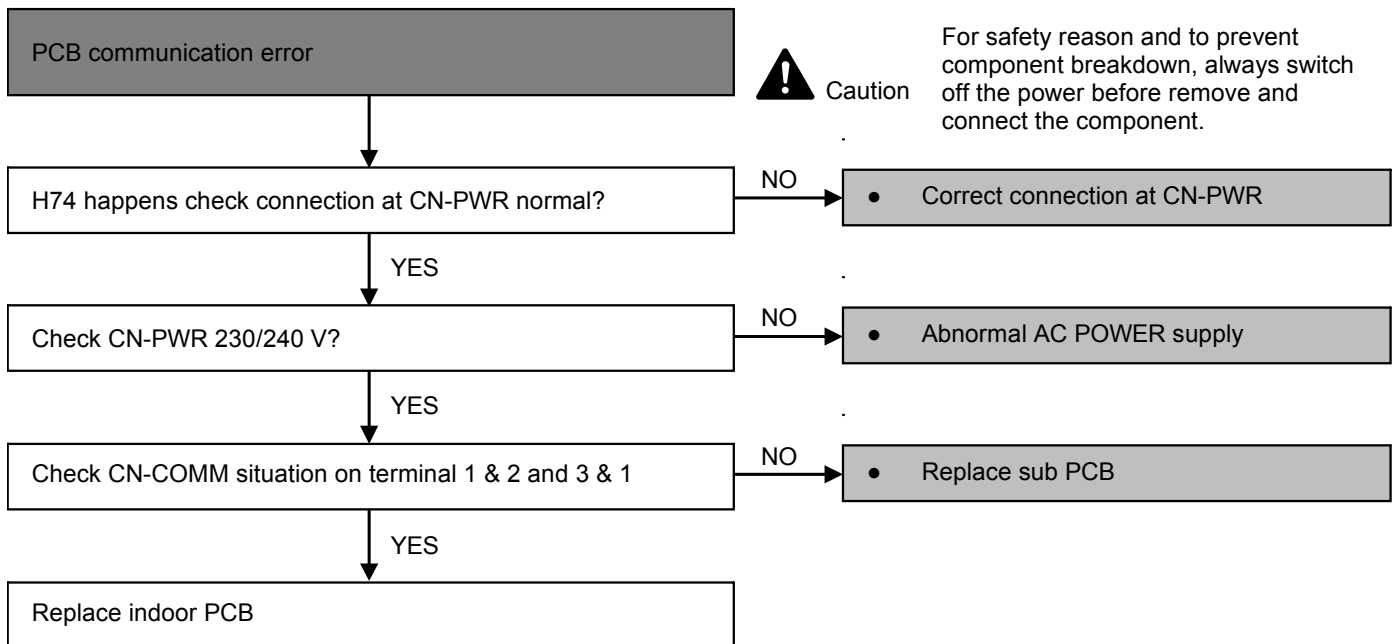 PCB communication error
Caution
For safety reason and to prevent
component breakdown, always switch
off the power before remove and
connect the component.
.
H74 happens check connection at CN-PWR normal?
NO
● Correct connection at CN-PWR
YES
.
Check CN-PWR 230/240 V?
NO
● Abnormal AC POWER supply
YES
.
Check CN-COMM situation on terminal 1 & 2 and 3 & 1
NO
● Replace sub PCB
YES
Replace indoor PCB